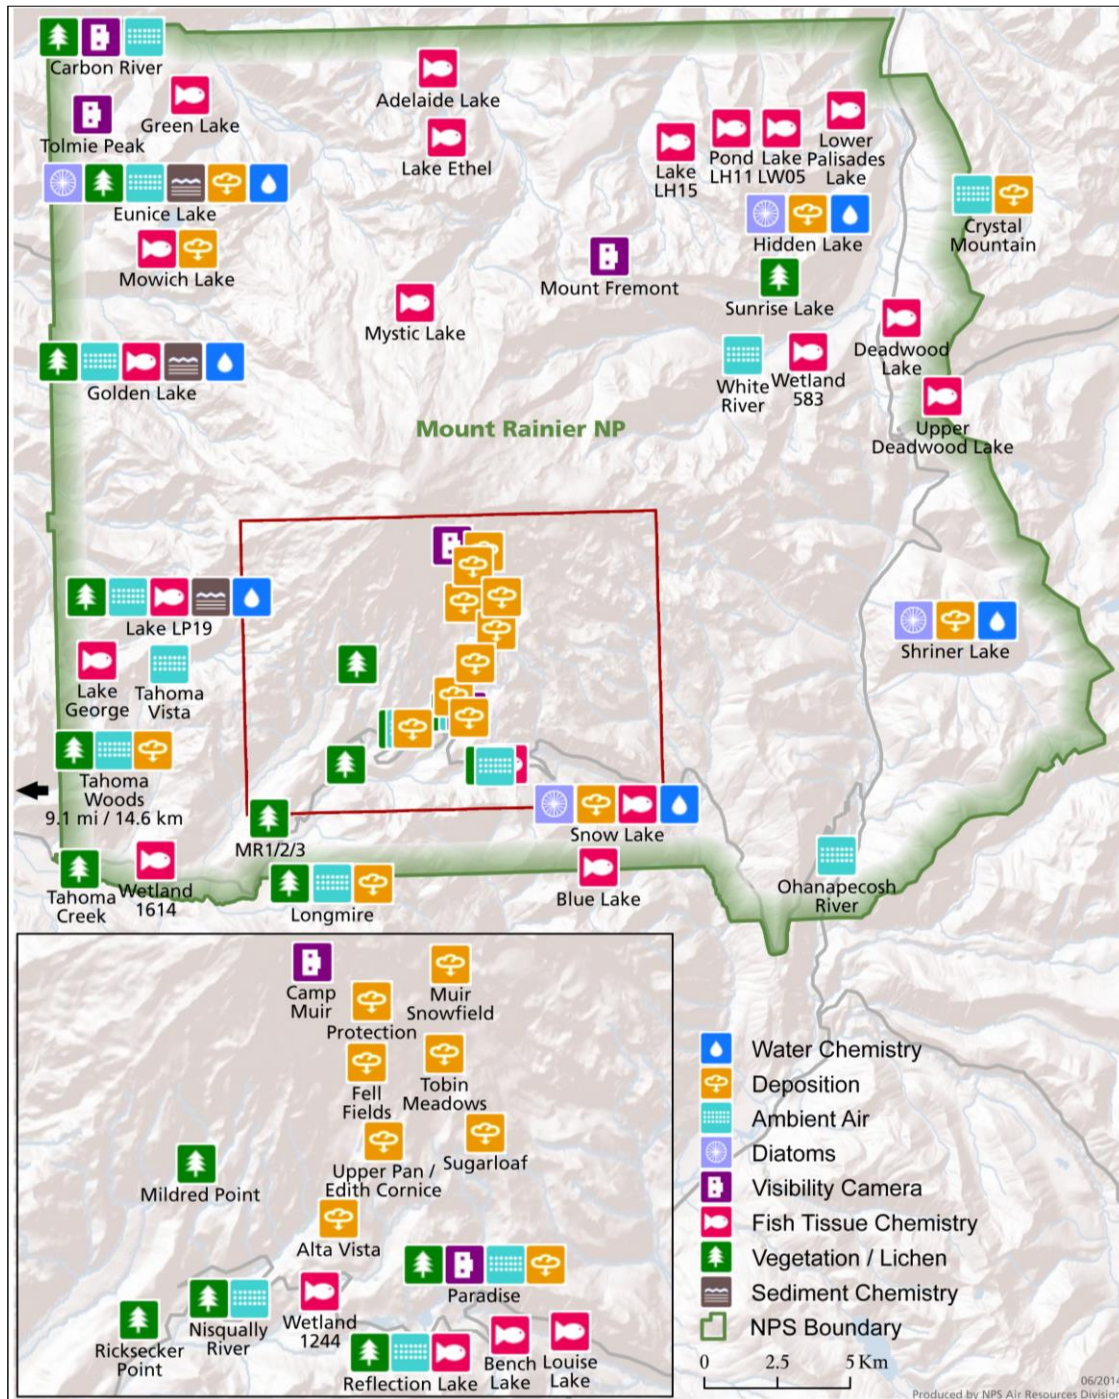 Carbon River
Adelaide Lake
Green Lake
Tolmie Peak
Lake Ethel
Lake
LH15
Pond
LH11
Lake
LW05
Lower
Palisades
Lake
Eunice Lake
Hidden Lake
Crystal
Mountain
Mowich Lake
Mount Fremont
Sunrise Lake
Mystic Lake
Deadwood
Lake
Golden Lake
White
River
Wetland
583
Upper
Deadwood Lake
Mount Rainier NP
Lake LP19
Shriner Lake
Lake
George
Tahoma
Vista
Tahoma
Woods
9.1 mi / 14.6 km
Snow Lake
MR1/2/3
Tahoma
Creek
Wetland
1614
Longmire
Blue Lake
Ohanapecosh
River
Camp
Muir
Muir
Snowfield
Protection
Fell
Fields
Tobin
Meadows
Upper Pan /
Edith Cornice
Sugarloaf
Mildred Point
Alta Vista
Paradise
Ricksecker
Point
Nisqually
River
Wetland
1244
Reflection Lake
Bench
Lake
Louise
Lake
Water Chemistry
Deposition
Ambient Air
Diatoms
Visibility Camera
Fish Tissue Chemistry
Vegetation / Lichen
Sediment Chemistry
NPS Boundary
0 2.5 5 Km
Produced by NPS Air Resources